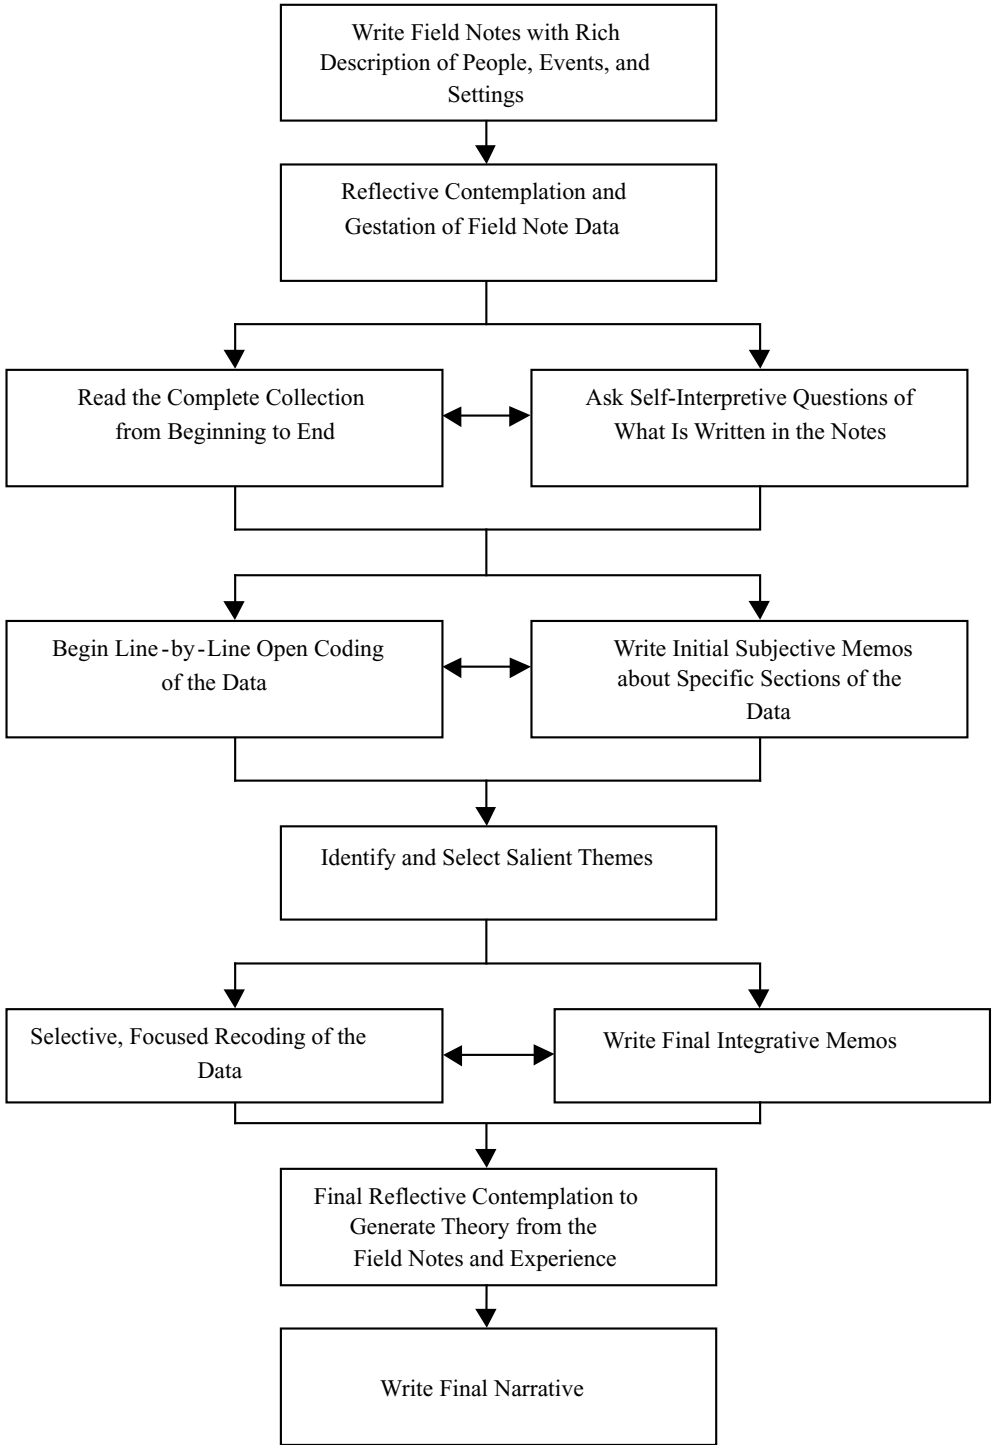 Write Field Notes with Rich
Description of People, Events, and
Settings
Reflective Contemplation and
Gestation of Field Note Data
Read the Complete Collection
from Beginning to End
Ask Self-Interpretive Questions of
What Is Written in the Notes
Begin Line-by-Line Open Coding
of the Data
Write Initial Subjective Memos
about Specific Sections of the
Data
Identify and Select Salient Themes
Selective, Focused Recoding of the
Data
Write Final Integrative Memos
Final Reflective Contemplation to
Generate Theory from the
Field Notes and Experience
Write Final Narrative